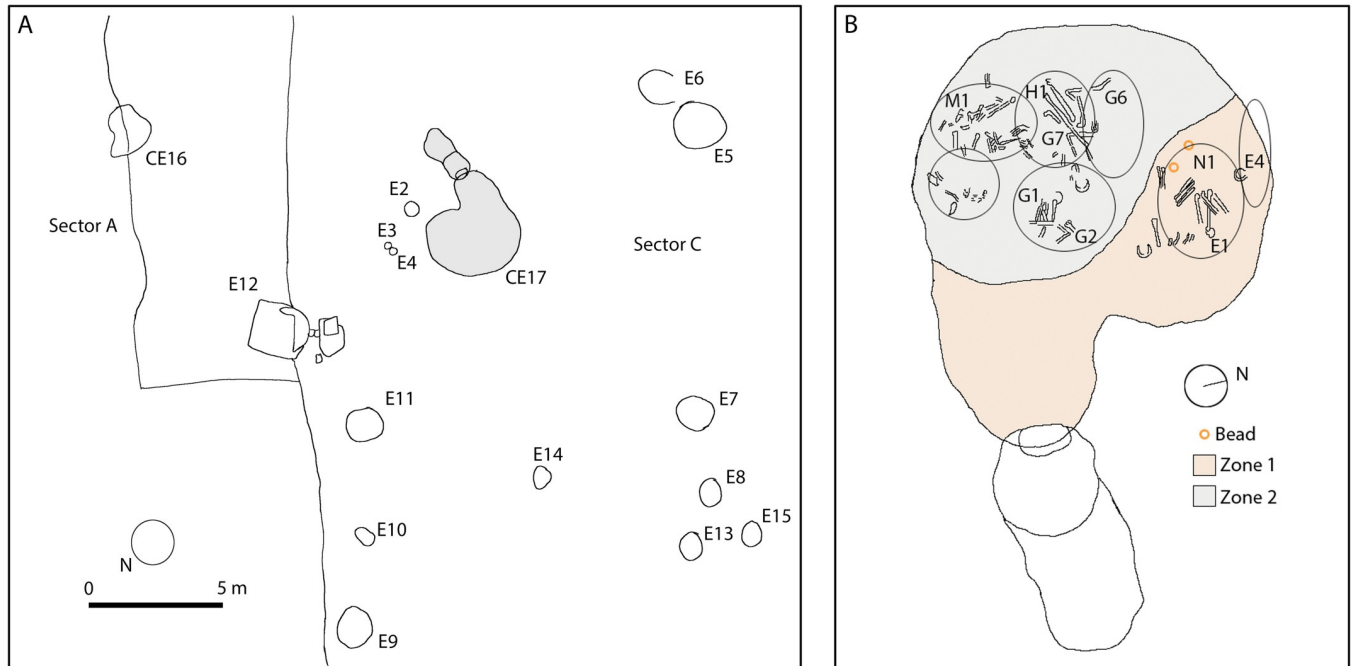 A
E6
E5
CE16
E2
Sector A
E3
E4
Sector C
CE17
E12
E11
E7
E14
E8
E15
E10
E13
N
0 5 m
E9
B
M1
H1
G6
G7
N1
E4
G1
G2
E1
N
Bead
Zone 1
Zone 2